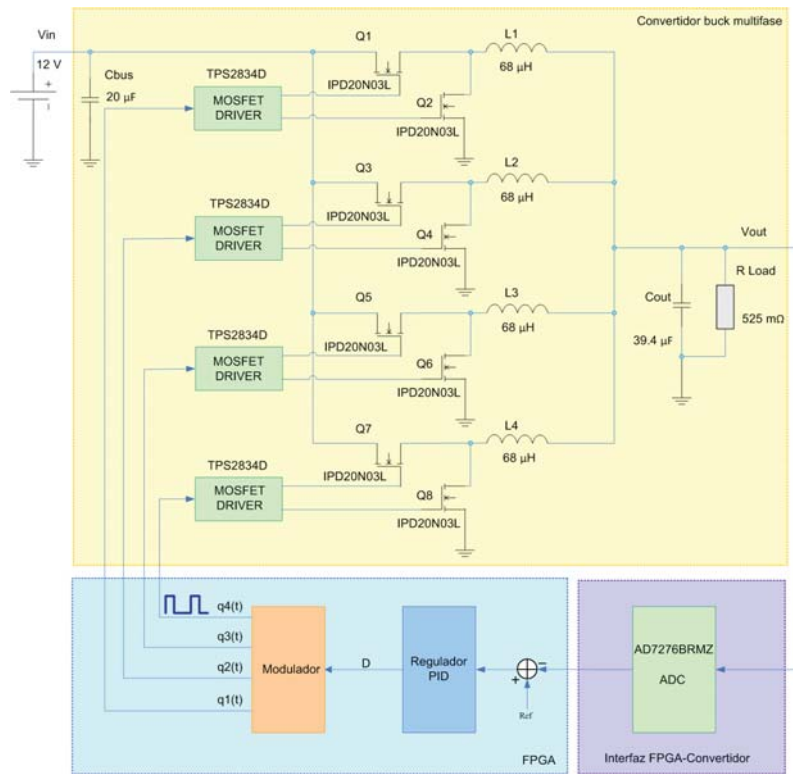 Convertidor buck multifase
Vin
12 V
+
Cbus
20 µF
TPS2834D
MOSFET
DRIVER
Q1
IPD20N03L
Q2
IPD20N03L
L1
68 µH
TPS2834D
MOSFET
DRIVER
Q3
IPD20N03L
Q4
IPD20N03L
L2
68 µH
TPS2834D
MOSFET
DRIVER
Q5
IPD20N03L
Q6
IPD20N03L
L3
68 µH
TPS2834D
MOSFET
DRIVER
Q7
IPD20N03L
Q8
IPD20N03L
L4
68 µH
Vout
R Load
525 mΩ
Cout
39.4 µF
q4(t)
q3(t)
q2(t)
q1(t)
Modulador
D
Regulador
PID
+
−
Ref
FPGA
AD7276BRMZ
ADC
Interfaz FPGA-Convertidor